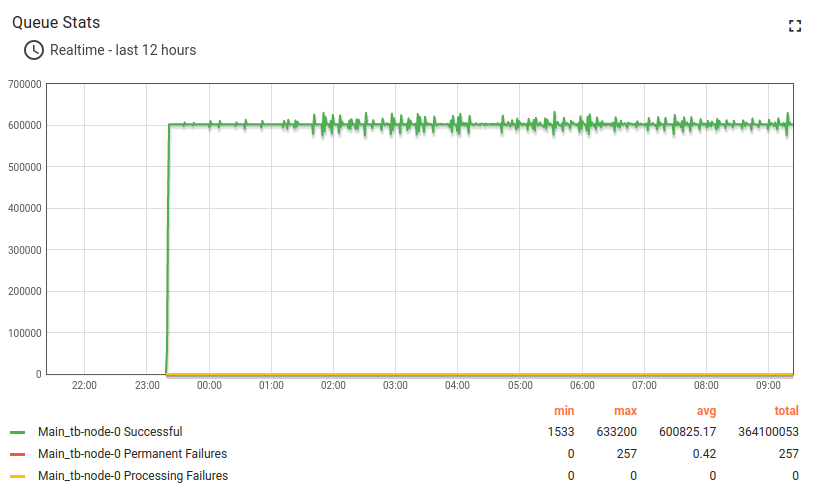 Queue Stats
Realtime - last 12 hours
700000
600000
500000
400000
300000
200000
100000
0
22:00 23:00 00:00 01:00 02:00 03:00 04:00 05:00 06:00 07:00 08:00 09:00
min max avg total
Main_tb-node-0 Successful 1533 633200 600825.17 364100053
Main_tb-node-0 Permanent Failures 0 257 0.42 257
Main_tb-node-0 Processing Failures 0 0 0 0